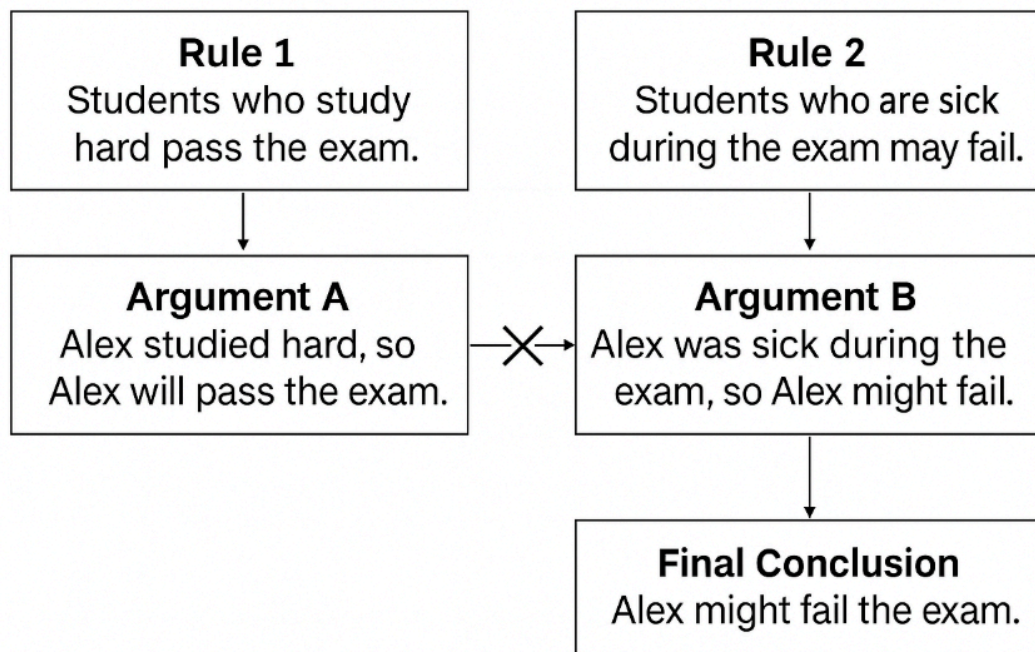 Rule 1
Students who study
hard pass the exam.
Rule 2
Students who are sick
during the exam may fail.
Argument A
Alex studied hard, so
Alex will pass the exam.
Argument B
Alex was sick during the
exam, so Alex might fail.
Final Conclusion
Alex might fail the exam.